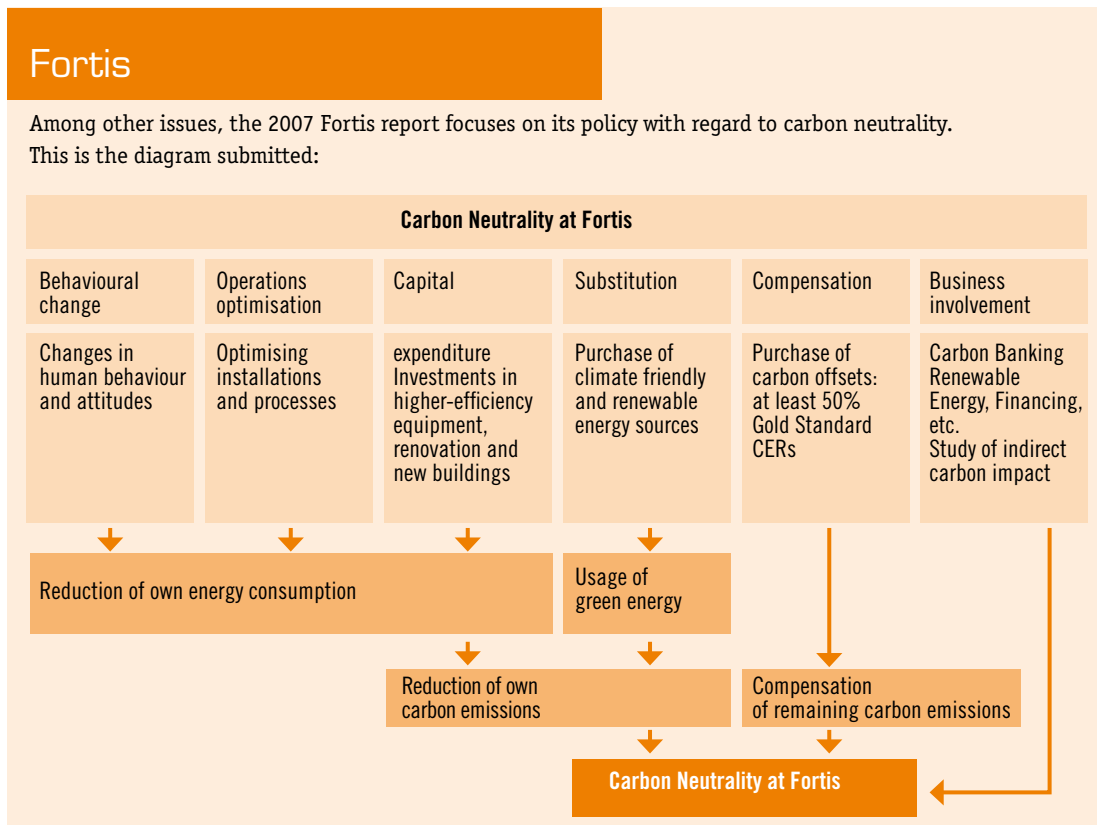 Fortis
Among other issues, the 2007 Fortis report focuses on its policy with regard to carbon neutrality.
This is the diagram submitted:
Carbon Neutrality at Fortis
Behavioural
change
Operations
optimisation
Capital
Substitution
Compensation
Business
involvement
Changes in
human behaviour
and attitudes
Optimising
installations
and processes
expenditure
Investments in
higher-efficiency
equipment,
renovation and
new buildings
Purchase of
climate friendly
and renewable
energy sources
Purchase of
carbon offsets:
at least 50%
Gold Standard
CERs
Carbon Banking
Renewable
Energy, Financing,
etc.
Study of indirect
carbon impact
Reduction of own energy consumption
Usage of
green energy
Reduction of own
carbon emissions
Compensation
of remaining carbon emissions
Carbon Neutrality at Fortis